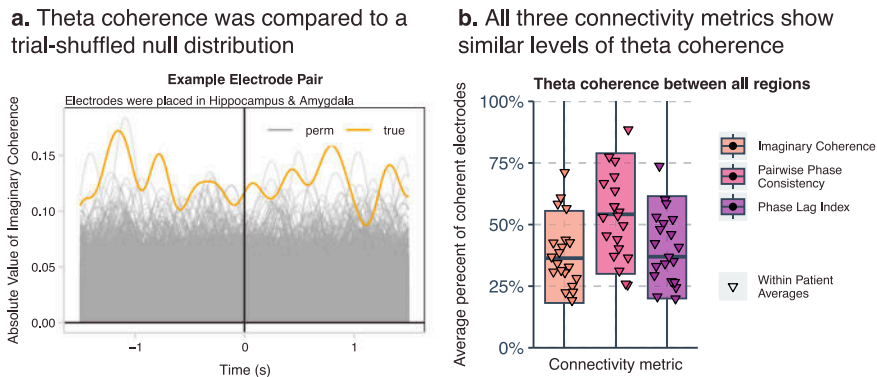 a. Theta coherence was compared to a
trial-shuffled null distribution
Example Electrode Pair
Electrodes were placed in Hippocampus & Amygdala
perm
true
Absolute Value of Imaginary Coherence
0.15
0.10
0.05
0.00
−1
0
1
Time (s)
b. All three connectivity metrics show
similar levels of theta coherence
Theta coherence between all regions
Average perecent of coherent electrodes
100%
75%
50%
25%
0%
Connectivity metric
Imaginary Coherence
Pairwise Phase
Consistency
Phase Lag Index
Within Patient
Averages